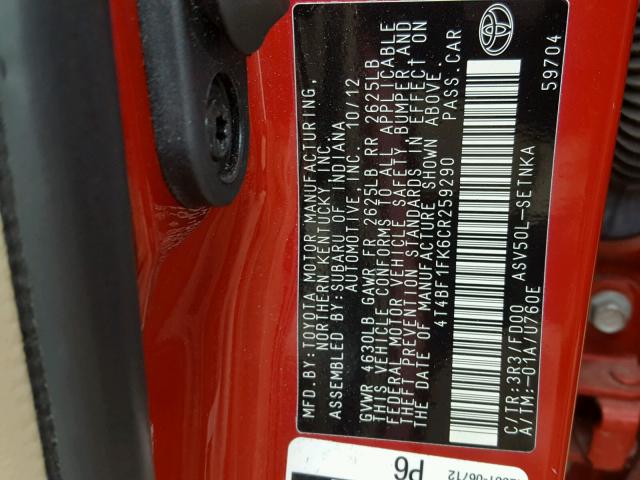 MFD. BY: TOYOTA MOTOR MANUFACTURING,
NORTHERN KENTUCKY, INC.
ASSEMBLED BY: SUBARU OF INDIANA
AUTOMOTIVE, INC. 10/12
GVWR 4630LB GAWR FR 2625LB RR 2625LB
THIS VEHICLE CONFORMS TO ALL APPLICABLE
FEDERAL MOTOR VEHICLE SAFETY, BUMPER AND
THEFT PREVENTION STANDARDS IN EFFECT ON
THE DATE OF MANUFACTURE SHOWN ABOVE.
4T4BF1FK6CR259290 PASS.CAR
C/TR:3R3 /FD00 ASV50L-SETNKA
A/TM:-01A/U760E
59704
P6